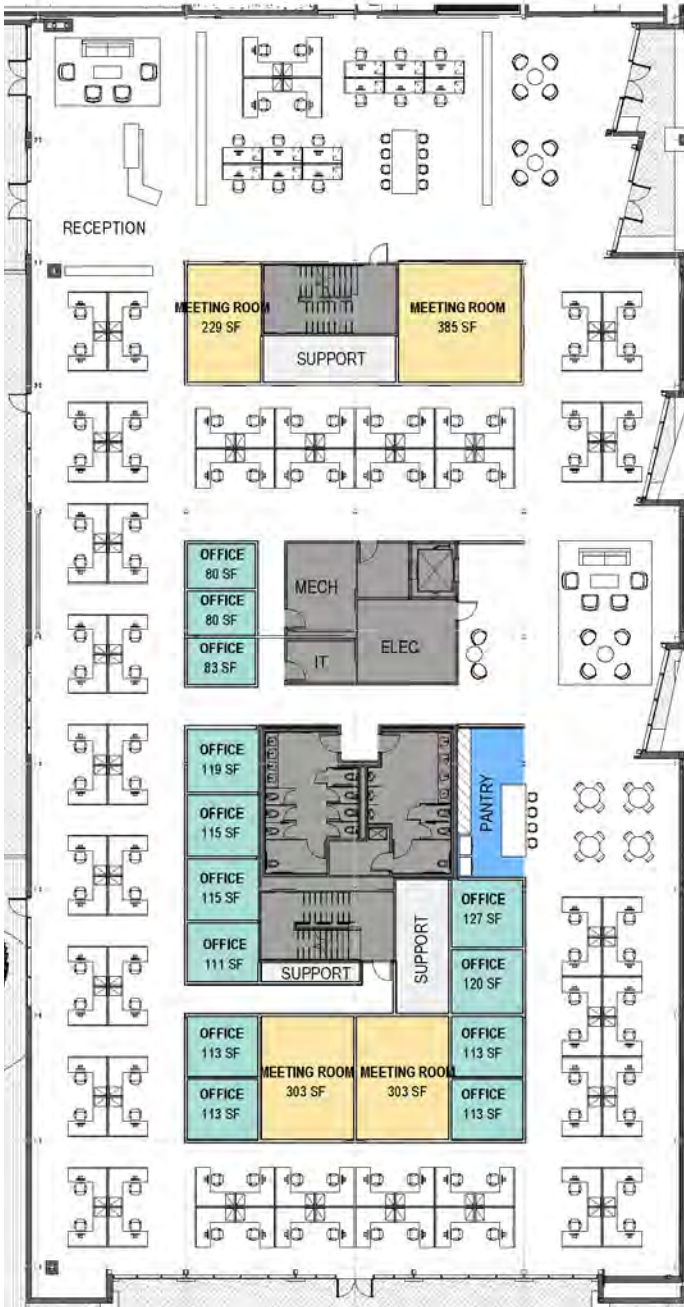 RECEPTION
MEETING ROOM
229 SF
MEETING ROOM
385 SF
SUPPORT
OFFICE
80 SF
OFFICE
80 SF
OFFICE
83 SF
MECH
IT
ELEC
OFFICE
119 SF
OFFICE
115 SF
OFFICE
115 SF
OFFICE
111 SF
PANTRY
SUPPORT
SUPPORT
OFFICE
127 SF
OFFICE
120 SF
OFFICE
113 SF
OFFICE
113 SF
MEETING ROOM
303 SF
MEETING ROOM
303 SF
OFFICE
113 SF
OFFICE
113 SF